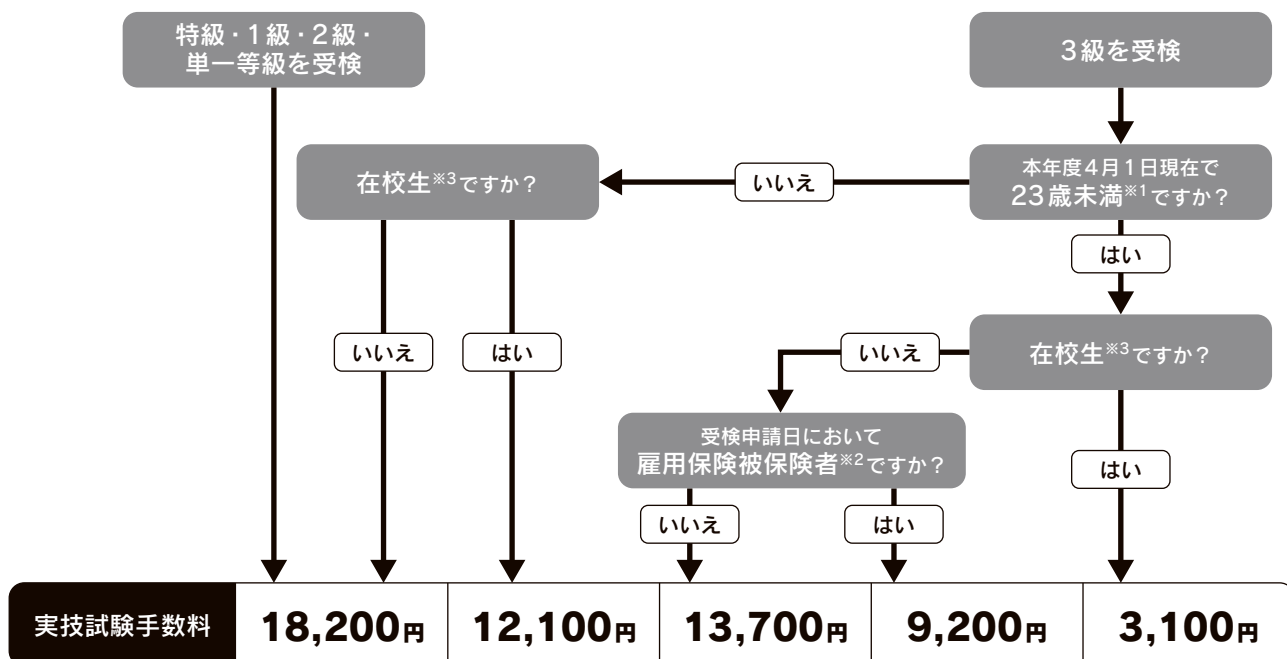 特級・1級・2級・
単一等級を受検
3級を受検
在校生※3ですか？
いいえ
本年度4月1日現在で
23歳未満※1ですか？
はい
いいえ
はい
いいえ
在校生※3ですか？
受検申請日において
雇用保険被保険者※2ですか？
はい
いいえ
はい
実技試験手数料
18,200円
12,100円
13,700円
9,200円
3,100円